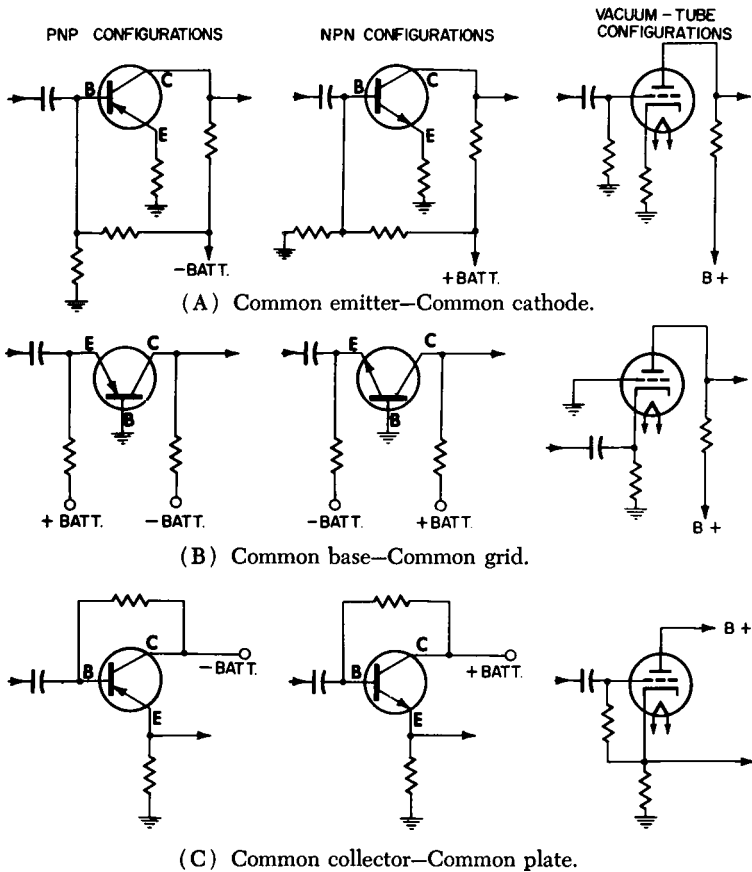 PNP CONFIGURATIONS
NPN CONFIGURATIONS
VACUUM-TUBE
CONFIGURATIONS
B
C
E
-BATT.
B
C
E
+BATT.
B+
(A) Common emitter—Common cathode.
E
C
B
+BATT.
-BATT.
E
C
B
-BATT.
+BATT.
B+
(B) Common base—Common grid.
B
C
E
-BATT.
B
C
E
+BATT.
B+
(C) Common collector—Common plate.